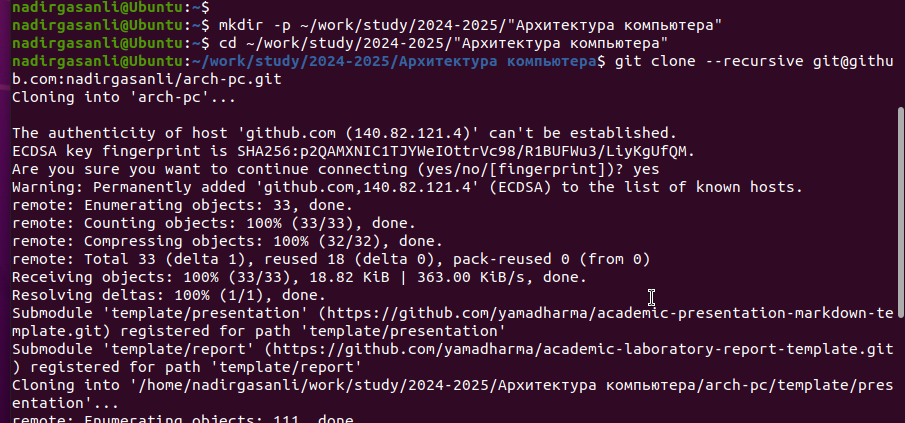 nadirgasanli@Ubuntu:~$
nadirgasanli@Ubuntu:~$ mkdir -p ~/work/study/2024-2025/"Архитектура компьютера"
nadirgasanli@Ubuntu:~$ cd ~/work/study/2024-2025/"Архитектура компьютера"
nadirgasanli@Ubuntu:~/work/study/2024-2025/Архитектура компьютера$ git clone --recursive git@githu
b.com:nadirgasanli/arch-pc.git
Cloning into 'arch-pc'...
The authenticity of host 'github.com (140.82.121.4)' can't be established.
ECDSA key fingerprint is SHA256:p2QAMXNIC1TJYWeIOttrVc98/R1BUFWu3/LiyKgUfQM.
Are you sure you want to continue connecting (yes/no/[fingerprint])? yes
Warning: Permanently added 'github.com,140.82.121.4' (ECDSA) to the list of known hosts.
remote: Enumerating objects: 33, done.
remote: Counting objects: 100% (33/33), done.
remote: Compressing objects: 100% (32/32), done.
remote: Total 33 (delta 1), reused 18 (delta 0), pack-reused 0 (from 0)
Receiving objects: 100% (33/33), 18.82 KiB | 363.00 KiB/s, done.
Resolving deltas: 100% (1/1), done.
Submodule 'template/presentation' (https://github.com/yamadharma/academic-presentation-markdown-te
mplate.git) registered for path 'template/presentation'
Submodule 'template/report' (https://github.com/yamadharma/academic-laboratory-report-template.git
) registered for path 'template/report'
Cloning into '/home/nadirgasanli/work/study/2024-2025/Архитектура компьютера/arch-pc/template/pres
entation'...
remote: Enumerating objects: 111, done.